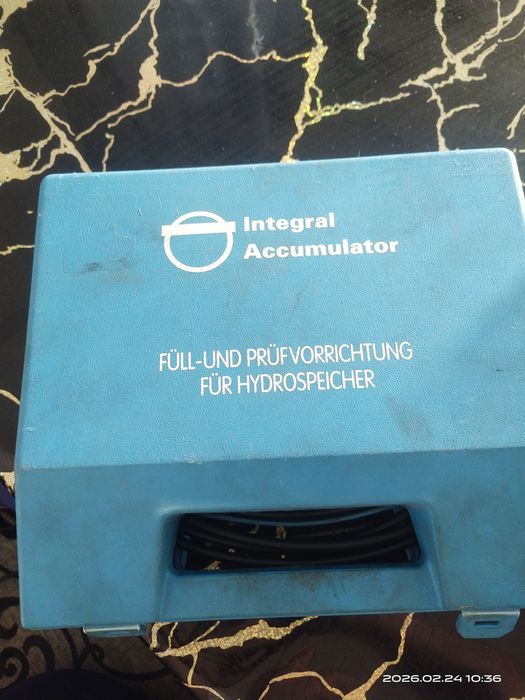 Integral
Accumulator
FÜLL-UND PRÜFVORRICHTUNG
FÜR HYDROSPEICHER
2026.02.24 10:36